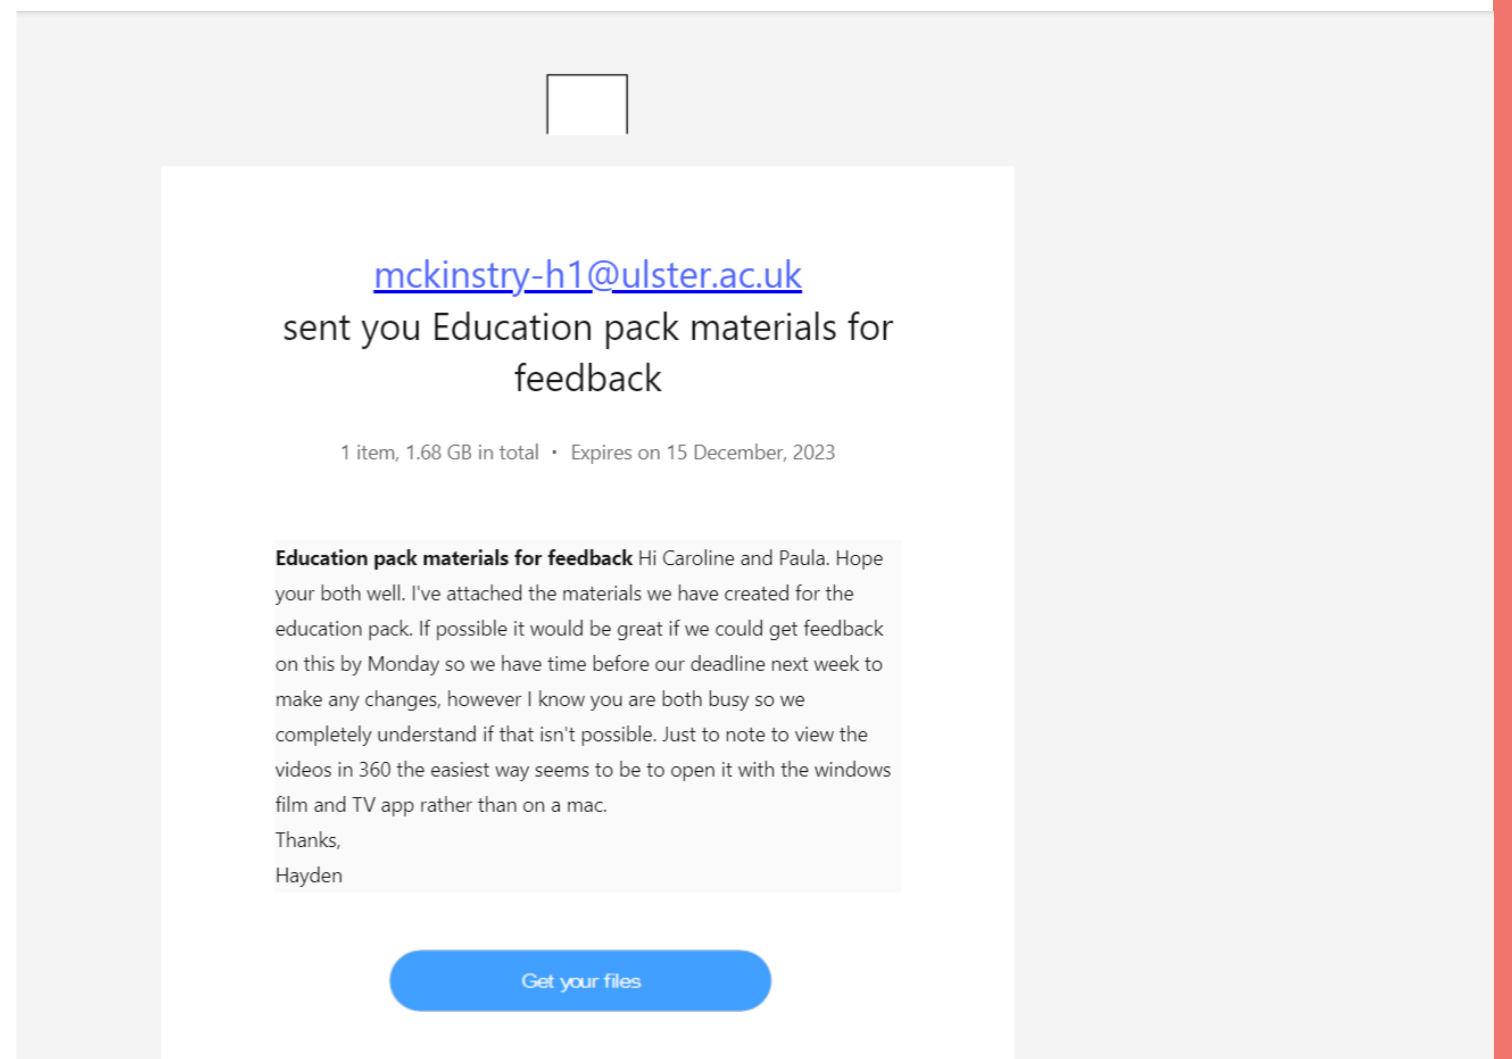 mckinstry-h1@ulster.ac.uk
sent you Education pack materials for
feedback
1 item, 1.68 GB in total · Expires on 15 December, 2023
Education pack materials for feedback Hi Caroline and Paula. Hope
your both well. I've attached the materials we have created for the
education pack. If possible it would be great if we could get feedback
on this by Monday so we have time before our deadline next week to
make any changes, however I know you are both busy so we
completely understand if that isn't possible. Just to note to view the
videos in 360 the easiest way seems to be to open it with the windows
film and TV app rather than on a mac.
Thanks,
Hayden
Get your files